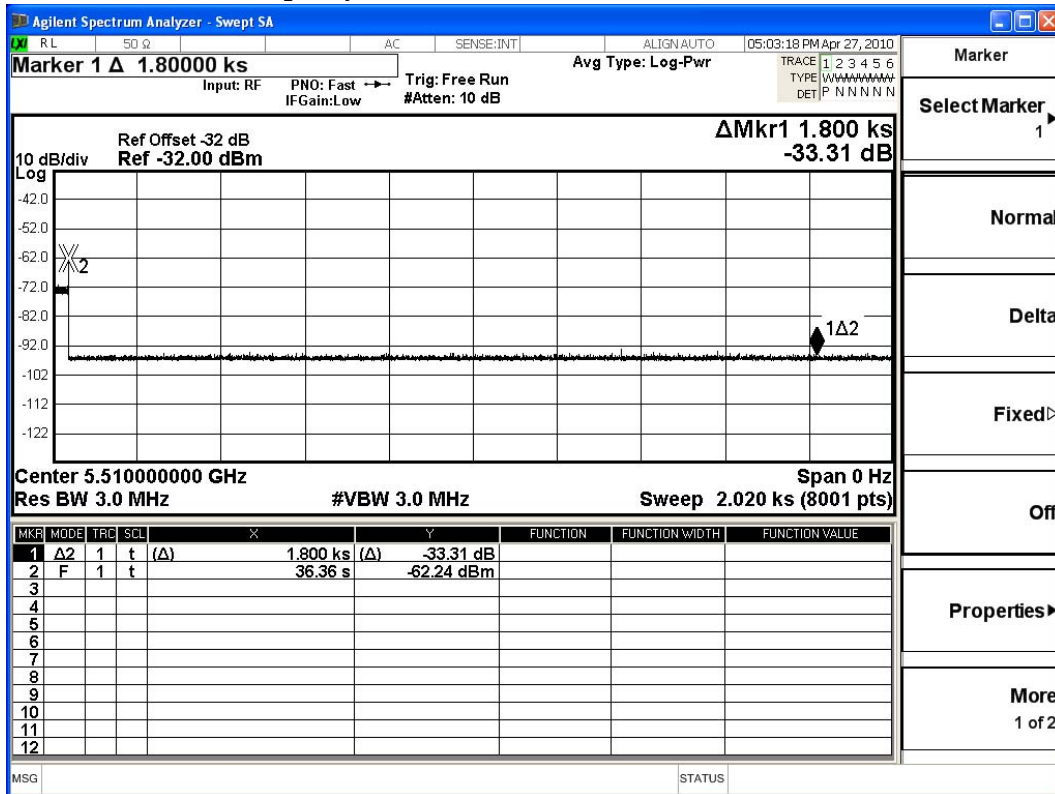 Agilent Spectrum Analyzer - Swept SA
LXI RL 50 Ω AC SENSE:INT ALIGNAUTO 05:03:18 PM Apr 27, 2010
Marker 1 Δ 1.80000 ks
Input: RF PNO: Fast Trig: Free Run Avg Type: Log-Pwr TRACE 1 2 3 4 5 6
IFGain:Low #Atten: 10 dB TYPE WWWWWW
DET P N N N N N
Marker
Select Marker
1
Ref Offset -32 dB ΔMkr1 1.800 ks
10 dB/div Ref -32.00 dBm -33.31 dB
Log
-42.0
-52.0
-62.0
2
-72.0
-82.0
1Δ2
-92.0
-102
-112
-122
Center 5.510000000 GHz Span 0 Hz
Res BW 3.0 MHz #VBW 3.0 MHz Sweep 2.020 ks (8001 pts)
MKR MODE TRC SCL X Y FUNCTION FUNCTION WIDTH FUNCTION VALUE
1 Δ2 1 t (Δ) 1.800 ks (Δ) -33.31 dB
2 F 1 t 36.36 s -62.24 dBm
3
4
5
6
7
8
9
10
11
12
Normal
Delta
Fixed
Off
Properties
More
1 of 2
MSG STATUS